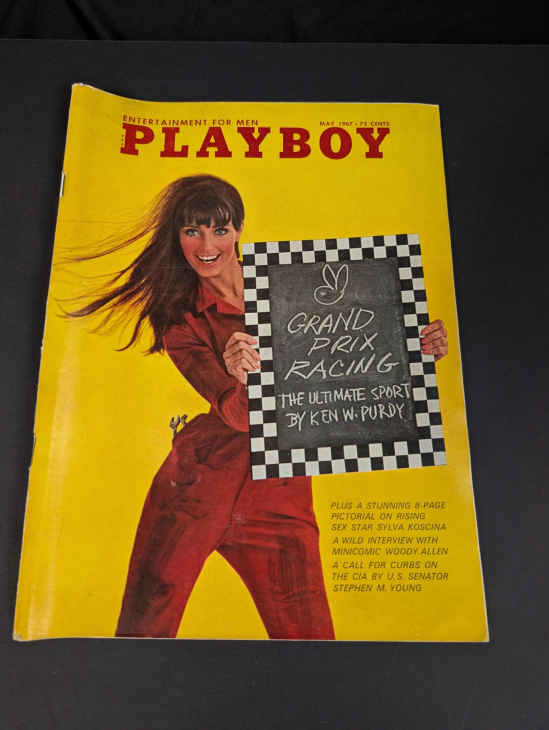 ENTERTAINMENT FOR MEN
MAY 1967 • 75 CENTS
PLAYBOY
GRAND
PRIX
RACING
THE ULTIMATE SPORT
BY KEN W. PURDY
PLUS A STUNNING 8-PAGE
PICTORIAL ON RISING
SEX STAR SYLVA KOSCINA
A WILD INTERVIEW WITH
MINICOMIC WOODY ALLEN
A CALL FOR CURBS ON
THE CIA BY U.S. SENATOR
STEPHEN M. YOUNG